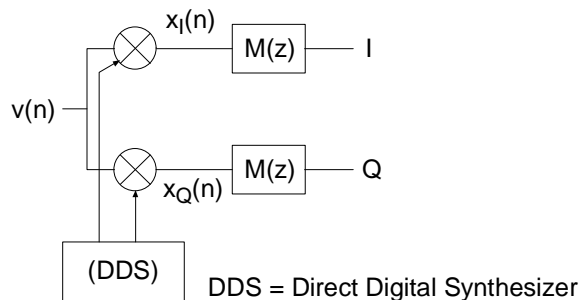 x_I(n)
M(z)
I
v(n)
M(z)
Q
x_Q(n)
(DDS)
DDS = Direct Digital Synthesizer